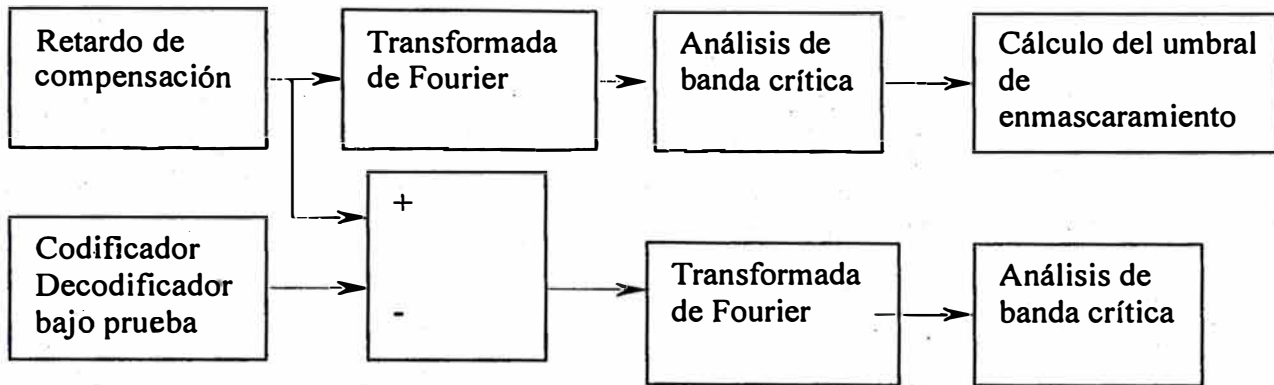 Retardo de
compensación
Transformada
de Fourier
Análisis de
banda crítica
Cálculo del umbral
de
enmascaramiento
+
-
Codificador
Decodificador
bajo prueba
Transformada
de Fourier
Análisis de
banda crítica